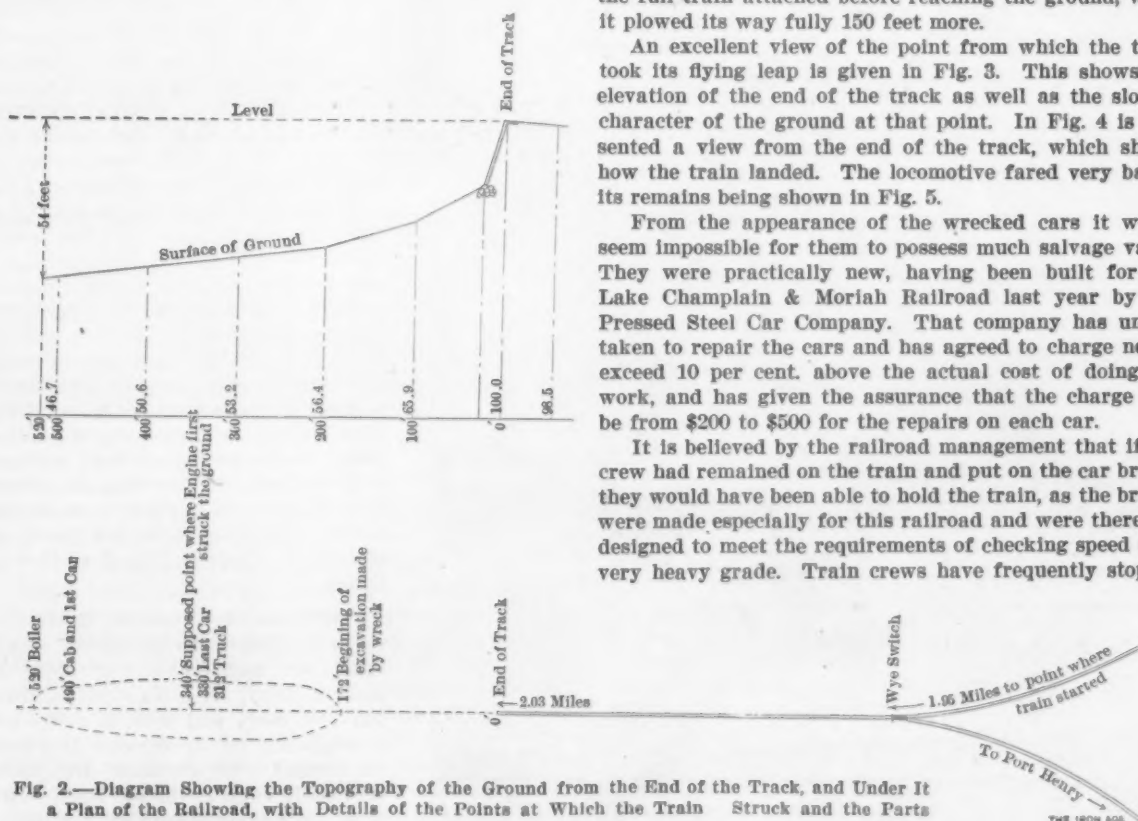 it plowed its way fully 150 feet more.
An excellent view of the point from which the t
took its flying leap is given in Fig. 3. This shows
elevation of the end of the track as well as the slo
character of the ground at that point. In Fig. 4 is
sented a view from the end of the track, which sh
how the train landed. The locomotive fared very ba
its remains being shown in Fig. 5.
From the appearance of the wrecked cars it w
seem impossible for them to possess much salvage va
They were practically new, having been built for
Lake Champlain & Moriah Railroad last year by
Pressed Steel Car Company. That company has un
taken to repair the cars and has agreed to charge no
exceed 10 per cent. above the actual cost of doing
work, and has given the assurance that the charge
be from $200 to $500 for the repairs on each car.
It is believed by the railroad management that if
crew had remained on the train and put on the car br
they would have been able to hold the train, as the br
were made especially for this railroad and were there
designed to meet the requirements of checking speed
very heavy grade. Train crews have frequently stop
Level
End of Track
54 feet
Surface of Ground
46.7
50.6
53.2
56.4
65.9
100.0
98.5
520'
500
400
300
200
100
0
520' Boiler
490' Cab and 1st Car
340' Supposed point where Engine first
struck the ground
330 Last Car
312' Truck
172' Begining of
excavation made
by wreck
End of Track
0
2.03 Miles
Wye Switch
1.95 Miles to point where
train started
To Port Henry
THE IRON AGE
Fig. 2.—Diagram Showing the Topography of the Ground from the End of the Track, and Under It
a Plan of the Railroad, with Details of the Points at Which the Train Struck and the Parts